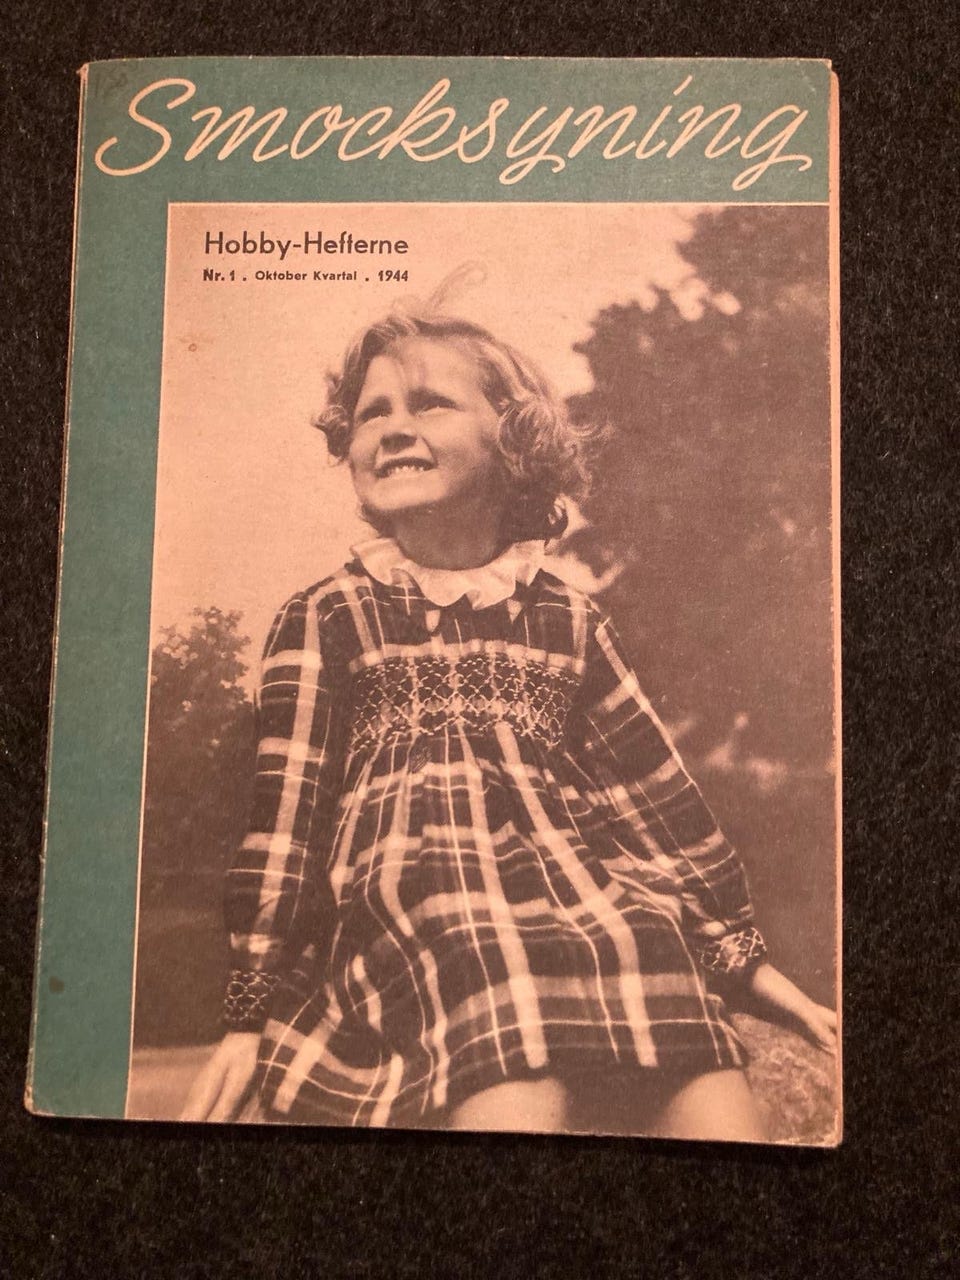 Smocksyning
Hobby-Hefterne
Nr. 1 . Oktober Kvartal . 1944